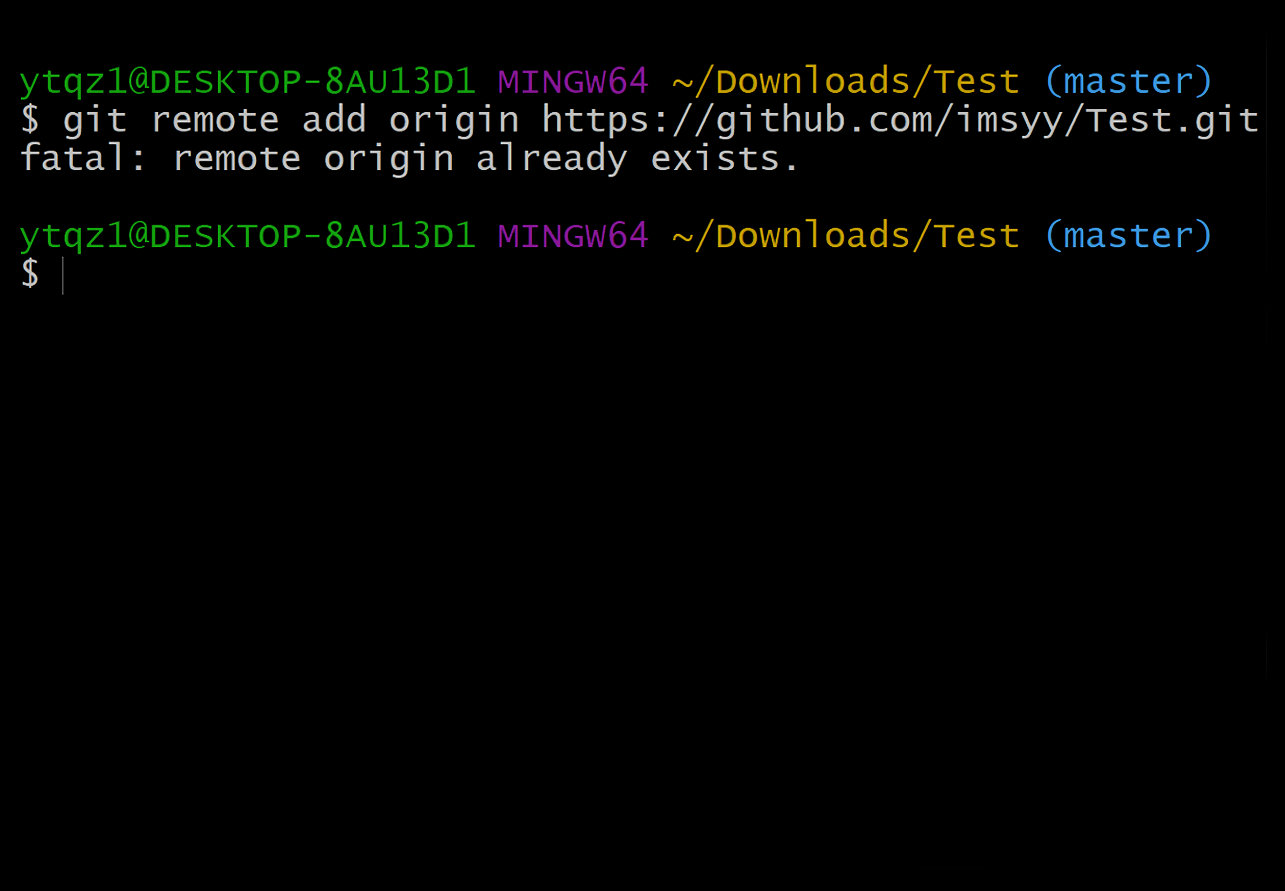 ytqz1@DESKTOP-8AU13D1 MINGW64 ~/Downloads/Test (master)
$ git remote add origin https://github.com/imsyy/Test.git
fatal: remote origin already exists.
ytqz1@DESKTOP-8AU13D1 MINGW64 ~/Downloads/Test (master)
$